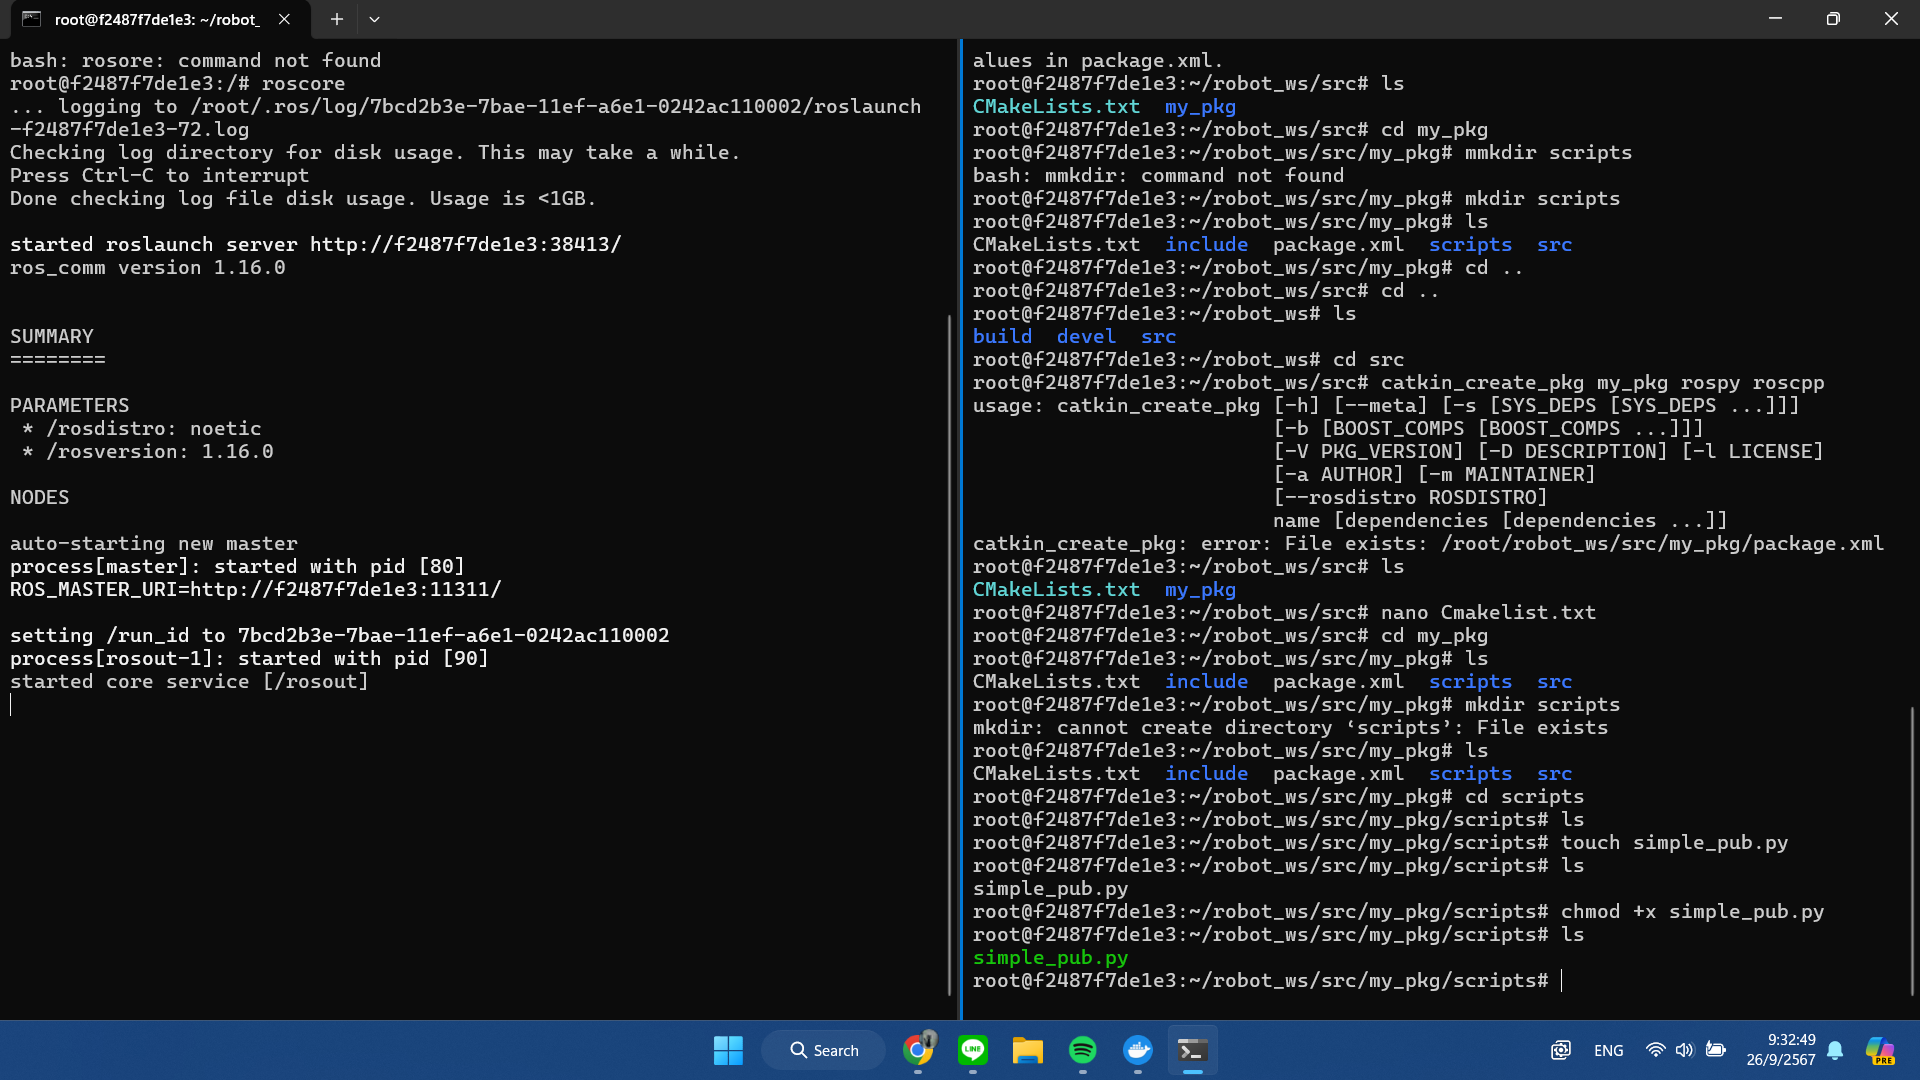 root@f2487f7de1e3: ~/robot_
bash: rosore: command not found
root@f2487f7de1e3:/# roscore
... logging to /root/.ros/log/7bcd2b3e-7bae-11ef-a6e1-0242ac110002/roslaunch
-f2487f7de1e3-72.log
Checking log directory for disk usage. This may take a while.
Press Ctrl-C to interrupt
Done checking log file disk usage. Usage is <1GB.
started roslaunch server http://f2487f7de1e3:38413/
ros_comm version 1.16.0
SUMMARY
========
PARAMETERS
 * /rosdistro: noetic
 * /rosversion: 1.16.0
NODES
auto-starting new master
process[master]: started with pid [80]
ROS_MASTER_URI=http://f2487f7de1e3:11311/
setting /run_id to 7bcd2b3e-7bae-11ef-a6e1-0242ac110002
process[rosout-1]: started with pid [90]
started core service [/rosout]
alues in package.xml.
root@f2487f7de1e3:~/robot_ws/src# ls
CMakeLists.txt  my_pkg
root@f2487f7de1e3:~/robot_ws/src# cd my_pkg
root@f2487f7de1e3:~/robot_ws/src/my_pkg# mmkdir scripts
bash: mmkdir: command not found
root@f2487f7de1e3:~/robot_ws/src/my_pkg# mkdir scripts
root@f2487f7de1e3:~/robot_ws/src/my_pkg# ls
CMakeLists.txt  include  package.xml  scripts  src
root@f2487f7de1e3:~/robot_ws/src/my_pkg# cd ..
root@f2487f7de1e3:~/robot_ws/src# cd ..
root@f2487f7de1e3:~/robot_ws# ls
build  devel  src
root@f2487f7de1e3:~/robot_ws# cd src
root@f2487f7de1e3:~/robot_ws/src# catkin_create_pkg my_pkg rospy roscpp
usage: catkin_create_pkg [-h] [--meta] [-s [SYS_DEPS [SYS_DEPS ...]]]
                         [-b [BOOST_COMPS [BOOST_COMPS ...]]]
                         [-V PKG_VERSION] [-D DESCRIPTION] [-l LICENSE]
                         [-a AUTHOR] [-m MAINTAINER]
                         [--rosdistro ROSDISTRO]
                         name [dependencies [dependencies ...]]
catkin_create_pkg: error: File exists: /root/robot_ws/src/my_pkg/package.xml
root@f2487f7de1e3:~/robot_ws/src# ls
CMakeLists.txt  my_pkg
root@f2487f7de1e3:~/robot_ws/src# nano Cmakelist.txt
root@f2487f7de1e3:~/robot_ws/src# cd my_pkg
root@f2487f7de1e3:~/robot_ws/src/my_pkg# ls
CMakeLists.txt  include  package.xml  scripts  src
root@f2487f7de1e3:~/robot_ws/src/my_pkg# mkdir scripts
mkdir: cannot create directory ‘scripts’: File exists
root@f2487f7de1e3:~/robot_ws/src/my_pkg# ls
CMakeLists.txt  include  package.xml  scripts  src
root@f2487f7de1e3:~/robot_ws/src/my_pkg# cd scripts
root@f2487f7de1e3:~/robot_ws/src/my_pkg/scripts# ls
root@f2487f7de1e3:~/robot_ws/src/my_pkg/scripts# touch simple_pub.py
root@f2487f7de1e3:~/robot_ws/src/my_pkg/scripts# ls
simple_pub.py
root@f2487f7de1e3:~/robot_ws/src/my_pkg/scripts# chmod +x simple_pub.py
root@f2487f7de1e3:~/robot_ws/src/my_pkg/scripts# ls
simple_pub.py
root@f2487f7de1e3:~/robot_ws/src/my_pkg/scripts#
Search
LINE
ENG
9:32:49
26/9/2567
PRE